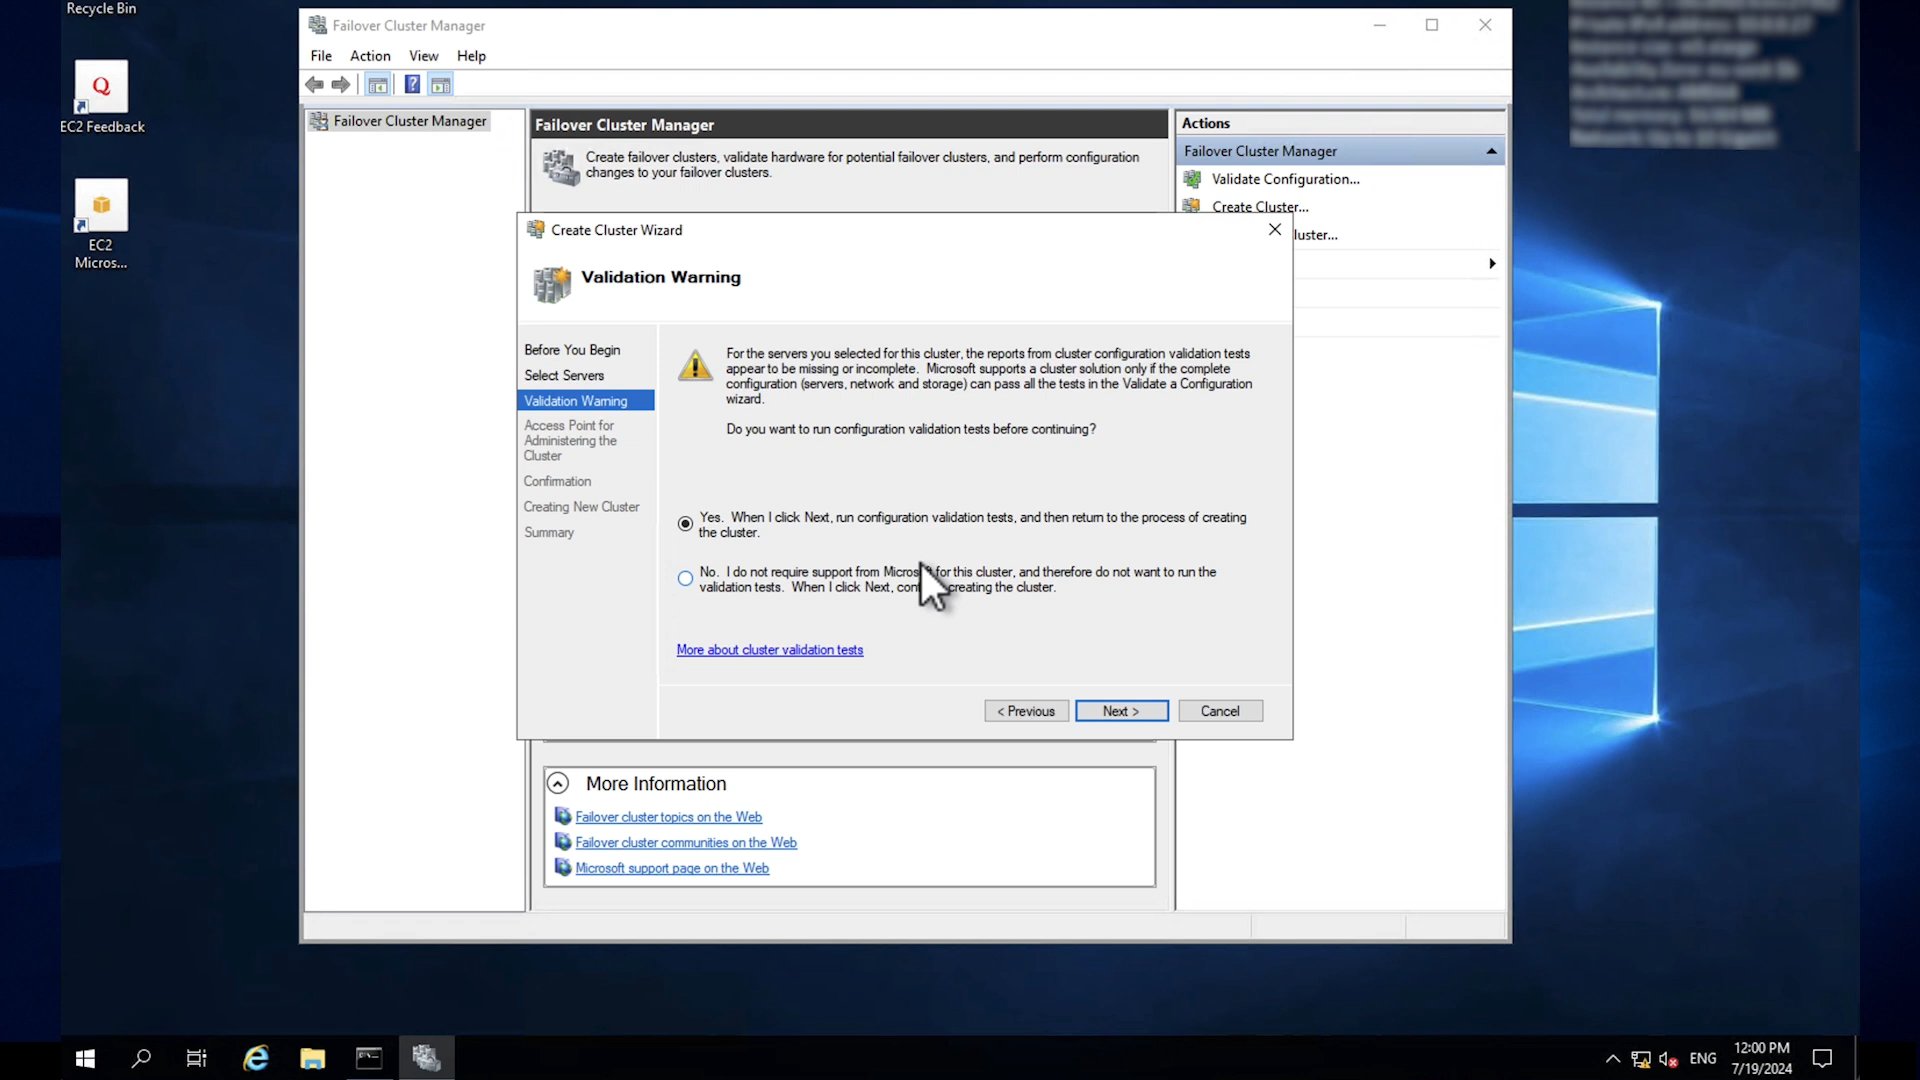 Recycle Bin
EC2 Feedback
EC2
Micros...
Failover Cluster Manager
File Action View Help
Failover Cluster Manager
Failover Cluster Manager
Create failover clusters, validate hardware for potential failover clusters, and perform configuration
changes to your failover clusters.
Actions
Failover Cluster Manager
Validate Configuration...
Create Cluster...
luster...
Create Cluster Wizard
Validation Warning
Before You Begin
Select Servers
Validation Warning
Access Point for
Administering the
Cluster
Confirmation
Creating New Cluster
Summary
For the servers you selected for this cluster, the reports from cluster configuration validation tests
appear to be missing or incomplete. Microsoft supports a cluster solution only if the complete
configuration (servers, network and storage) can pass all the tests in the Validate a Configuration
wizard.
Do you want to run configuration validation tests before continuing?
Yes. When I click Next, run configuration validation tests, and then return to the process of creating
the cluster.
No. I do not require support from Microsoft for this cluster, and therefore do not want to run the
validation tests. When I click Next, creating the cluster.
More about cluster validation tests
< Previous
Next >
Cancel
More Information
Failover cluster topics on the Web
Failover cluster communities on the Web
Microsoft support page on the Web
ENG
12:00 PM
7/19/2024